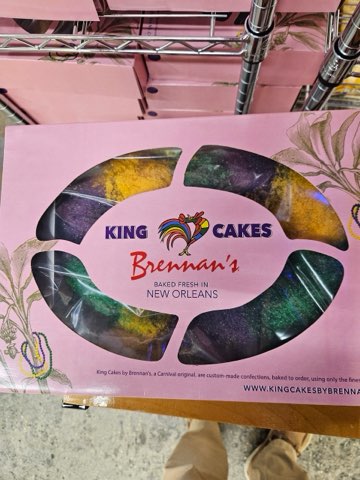 KING CAKES
Brennan's
BAKED FRESH IN
NEW ORLEANS
King Cakes by Brennan's, a Carnival original, are custom-made confections, baked to order, using only the fines
WWW.KINGCAKESBYBRENNA